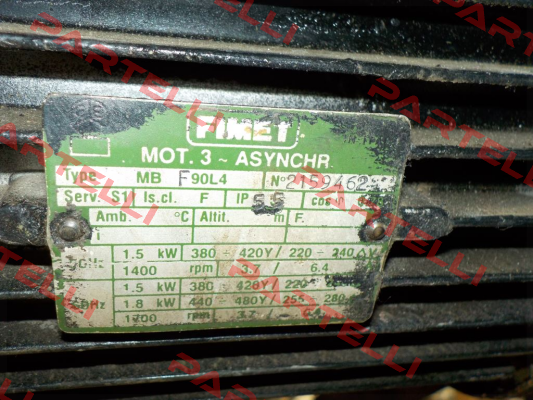 FIMET
MOT. 3 ~ ASYNCHR.
Type MB F90L4 N° 2159462
Serv. S1 Is.cl. F IP 55 cos φ
Amb. °C Altit. m F.
i
Hz 1.5 kW 380 ÷ 420Y / 220 ÷ 240Δ V
1400 rpm 3.7 / 6.4
1.5 kW 380 ÷ 420Y / 220
Hz 1.8 kW 440 ÷ 480Y / 255 280
1700 rpm 3.7
PARTELLI